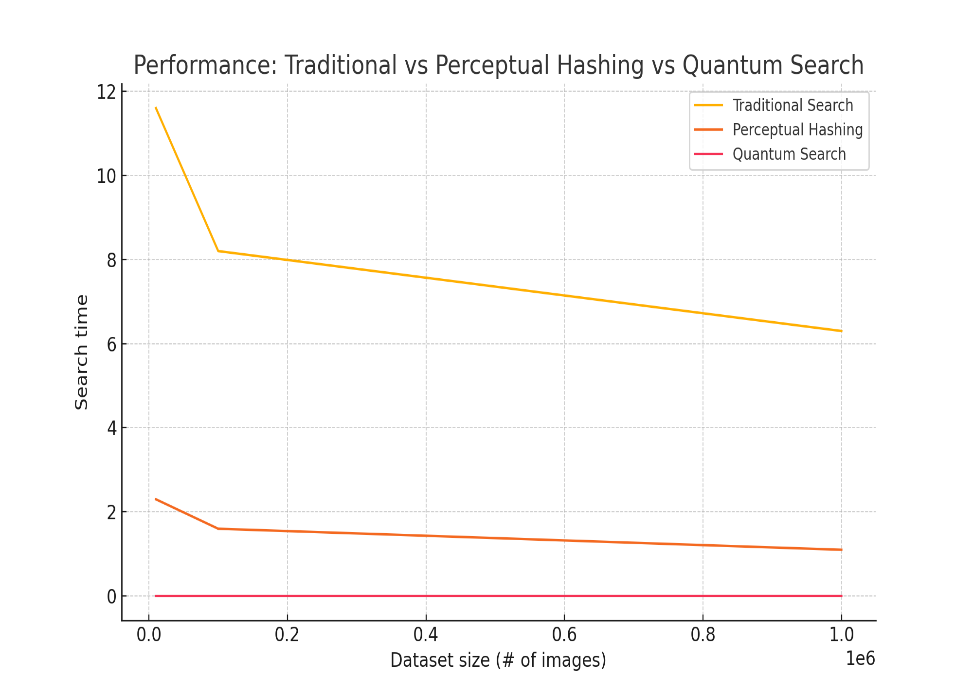 Performance: Traditional vs Perceptual Hashing vs Quantum Search
Traditional Search
Perceptual Hashing
Quantum Search
Search time
12
10
8
6
4
2
0
0.0 0.2 0.4 0.6 0.8 1.0
1e6
Dataset size (# of images)